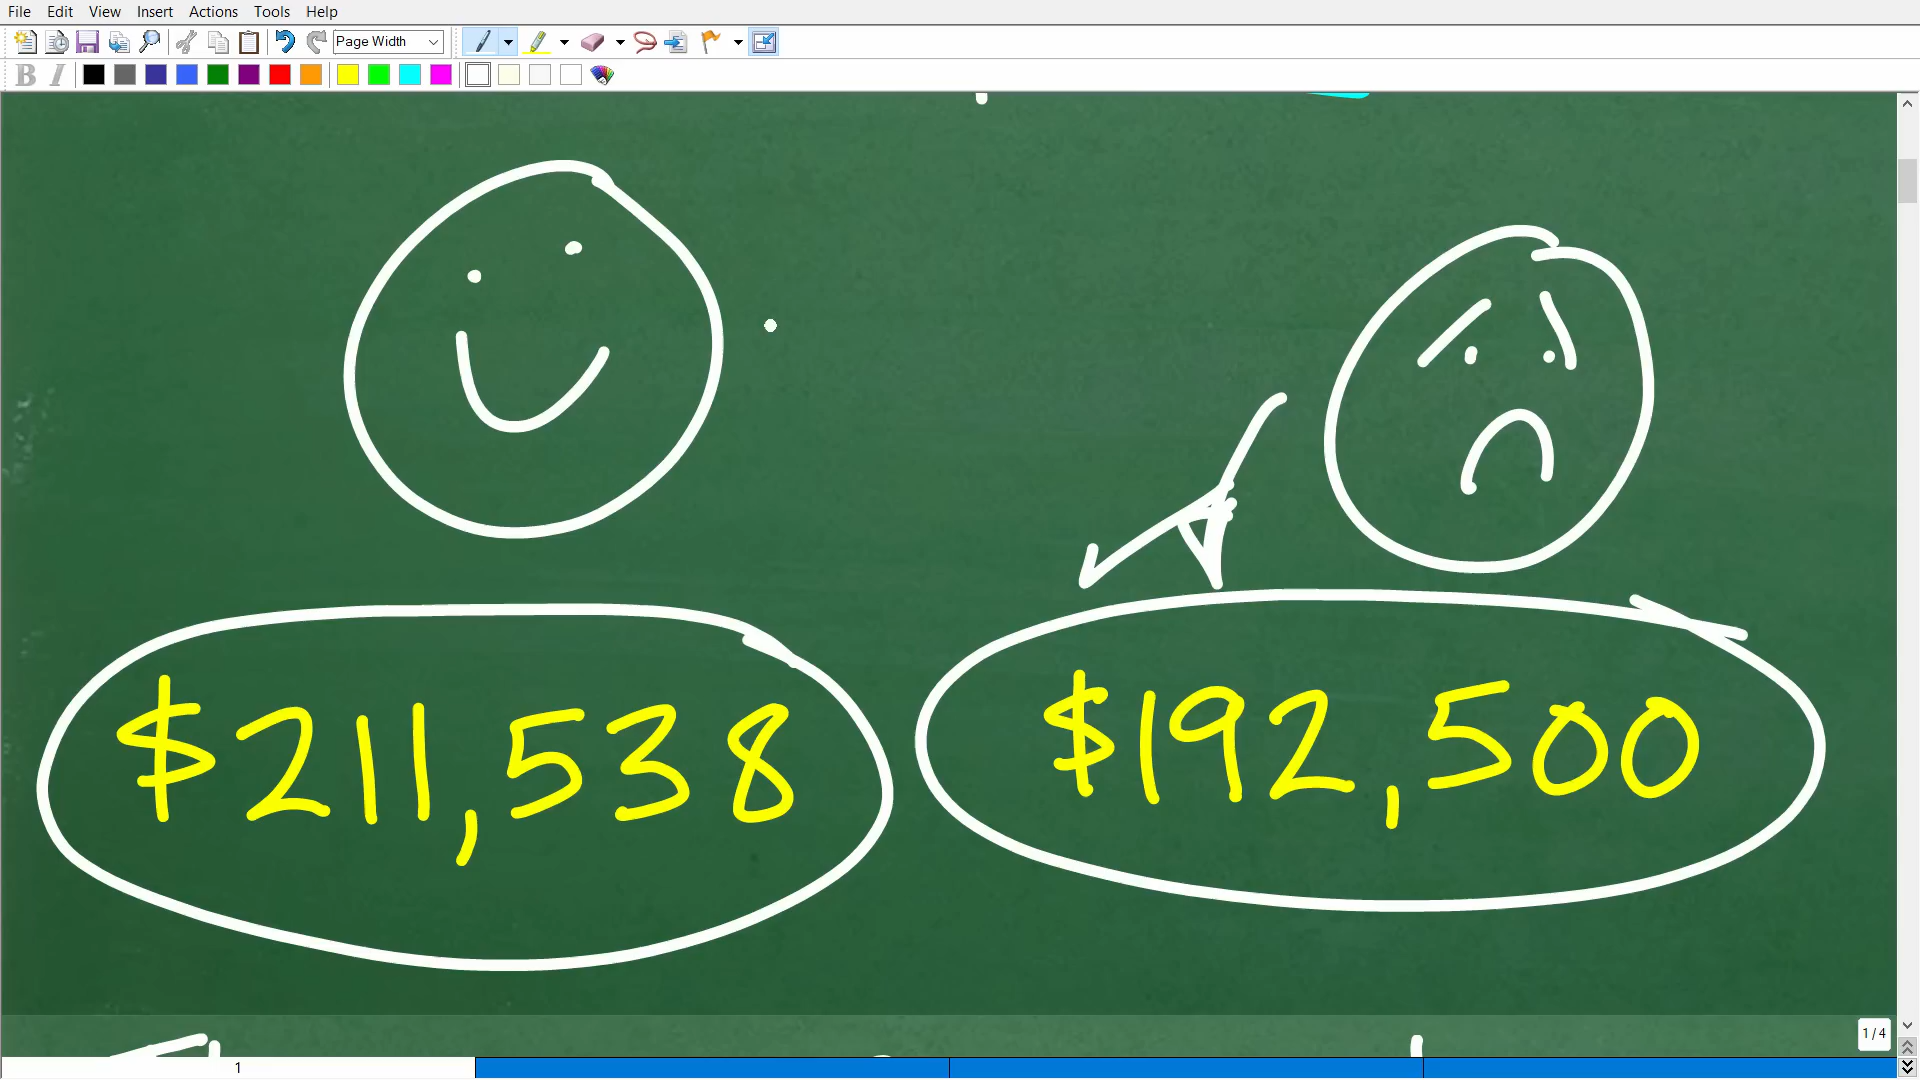 File Edit View Insert Actions Tools Help
Page Width
B I
$211,538
$192,500
1 / 4
1